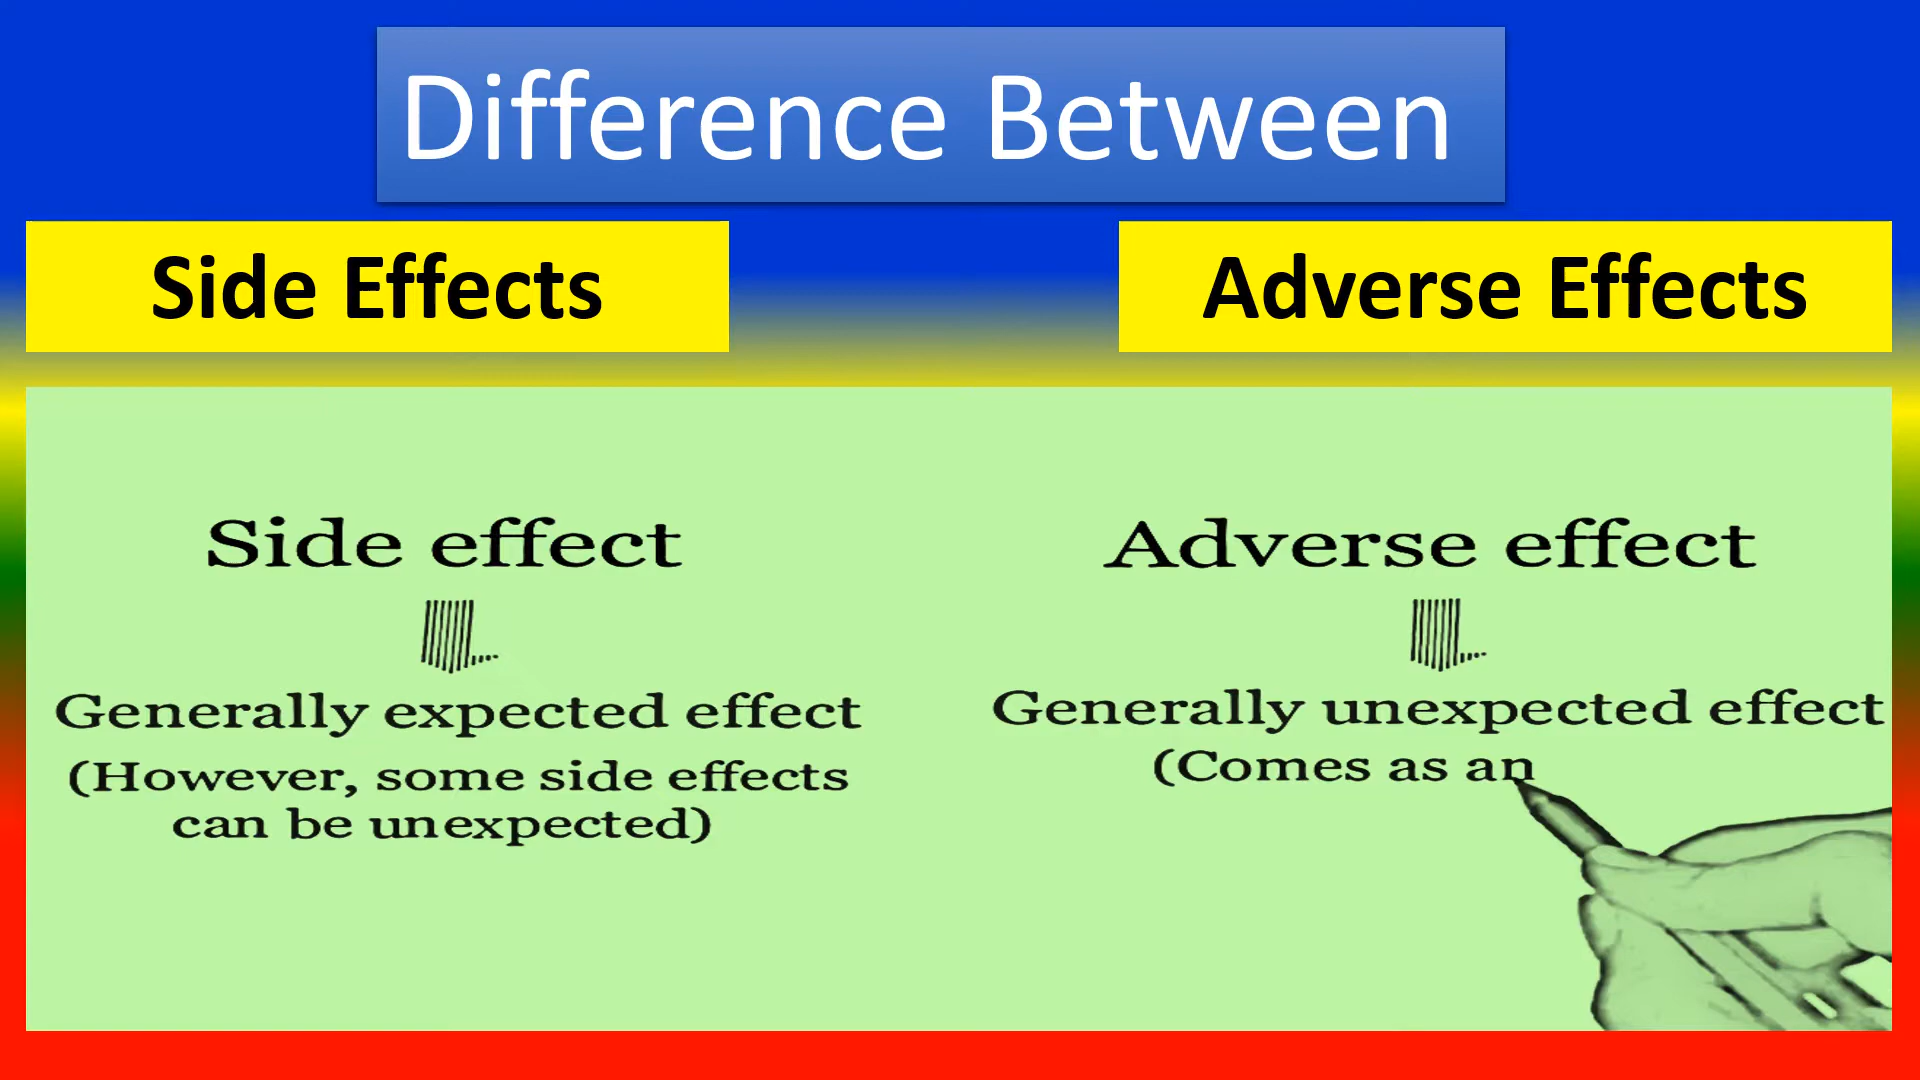 Difference Between
Side Effects
Adverse Effects
Side effect
Generally expected effect
(However, some side effects
can be unexpected)
Adverse effect
Generally unexpected effect
(Comes as an